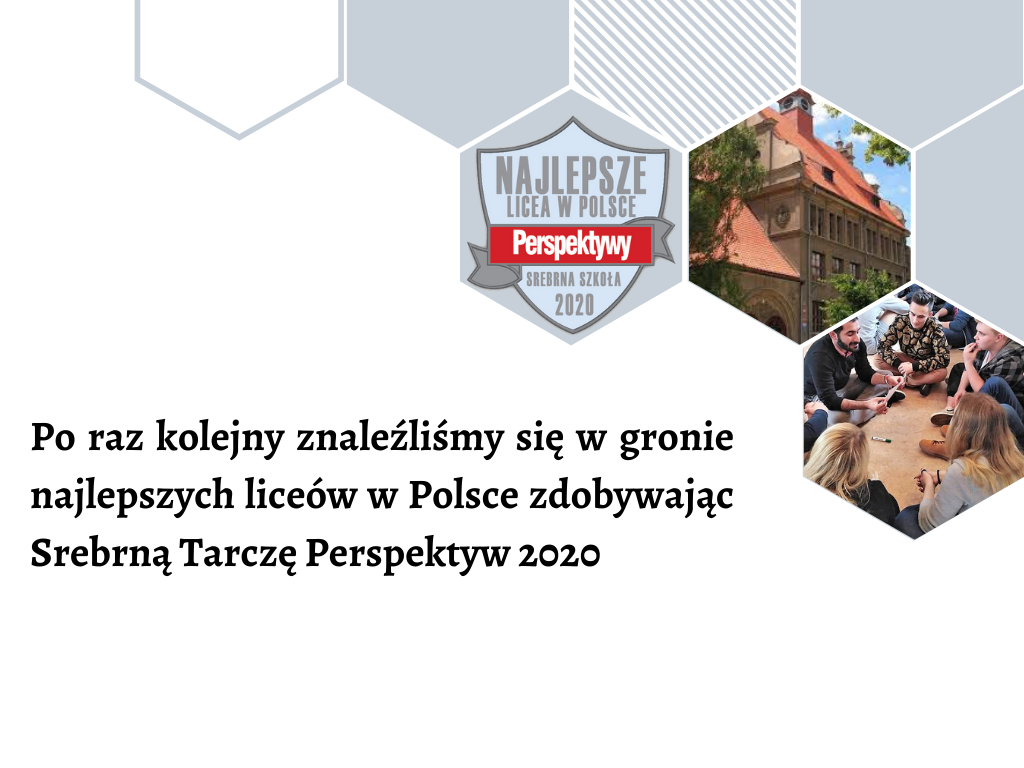 NAJLEPSZE
LICEA W POLSCE
Perspektywy
SREBRNA SZKOŁA
2020
Po raz kolejny znaleźliśmy się w gronie
najlepszych liceów w Polsce zdobywając
Srebrną Tarczę Perspektyw 2020